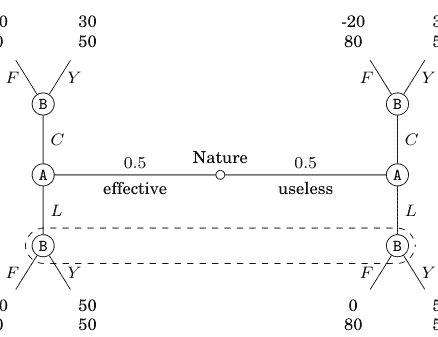 30
-20
50
80
F Y F Y
B B
C C
0.5 Nature 0.5
A A
effective useless
L L
B B
F Y F Y
50 0
50 80